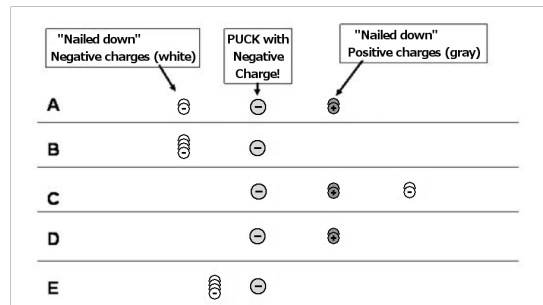 "Nailed down"
Negative charges (white)
PUCK with
Negative
Charge!
"Nailed down"
Positive charges (gray)
A - - +
B - -
C - + -
D - +
E - -